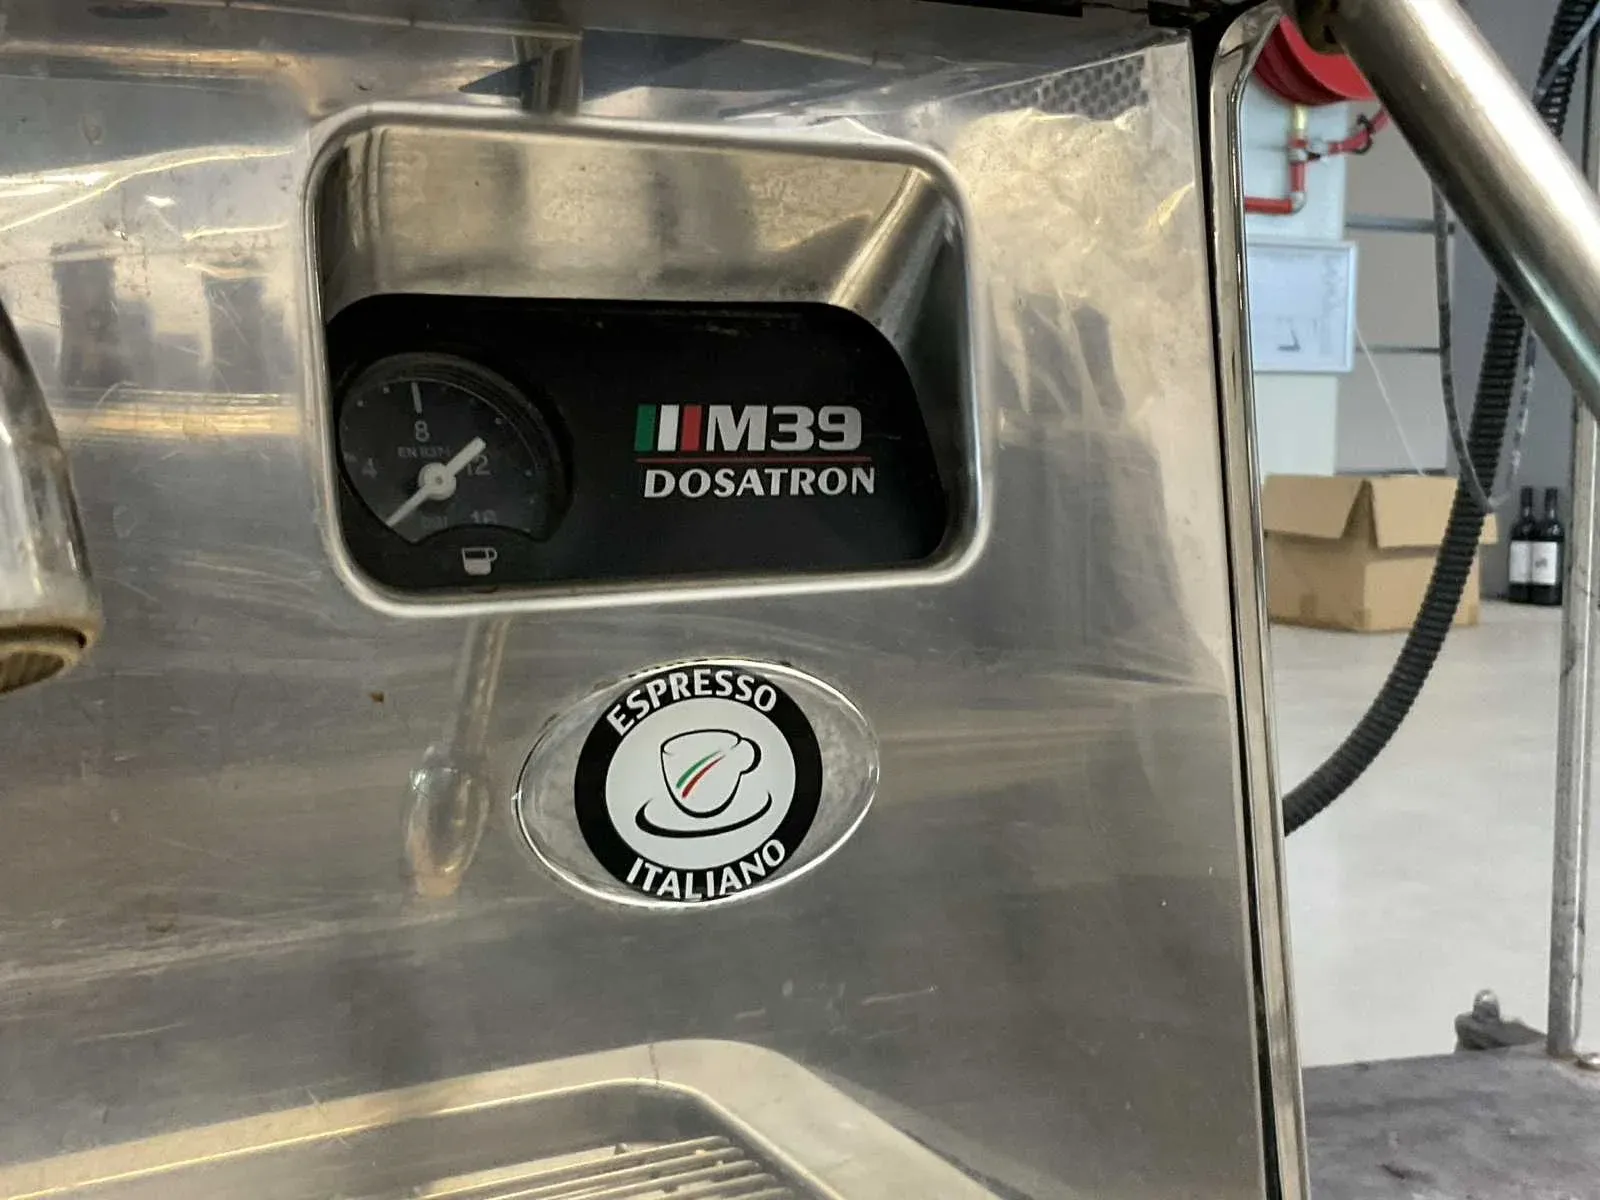 M39
DOSATRON
8
4
12
16
ESPRESSO
ITALIANO